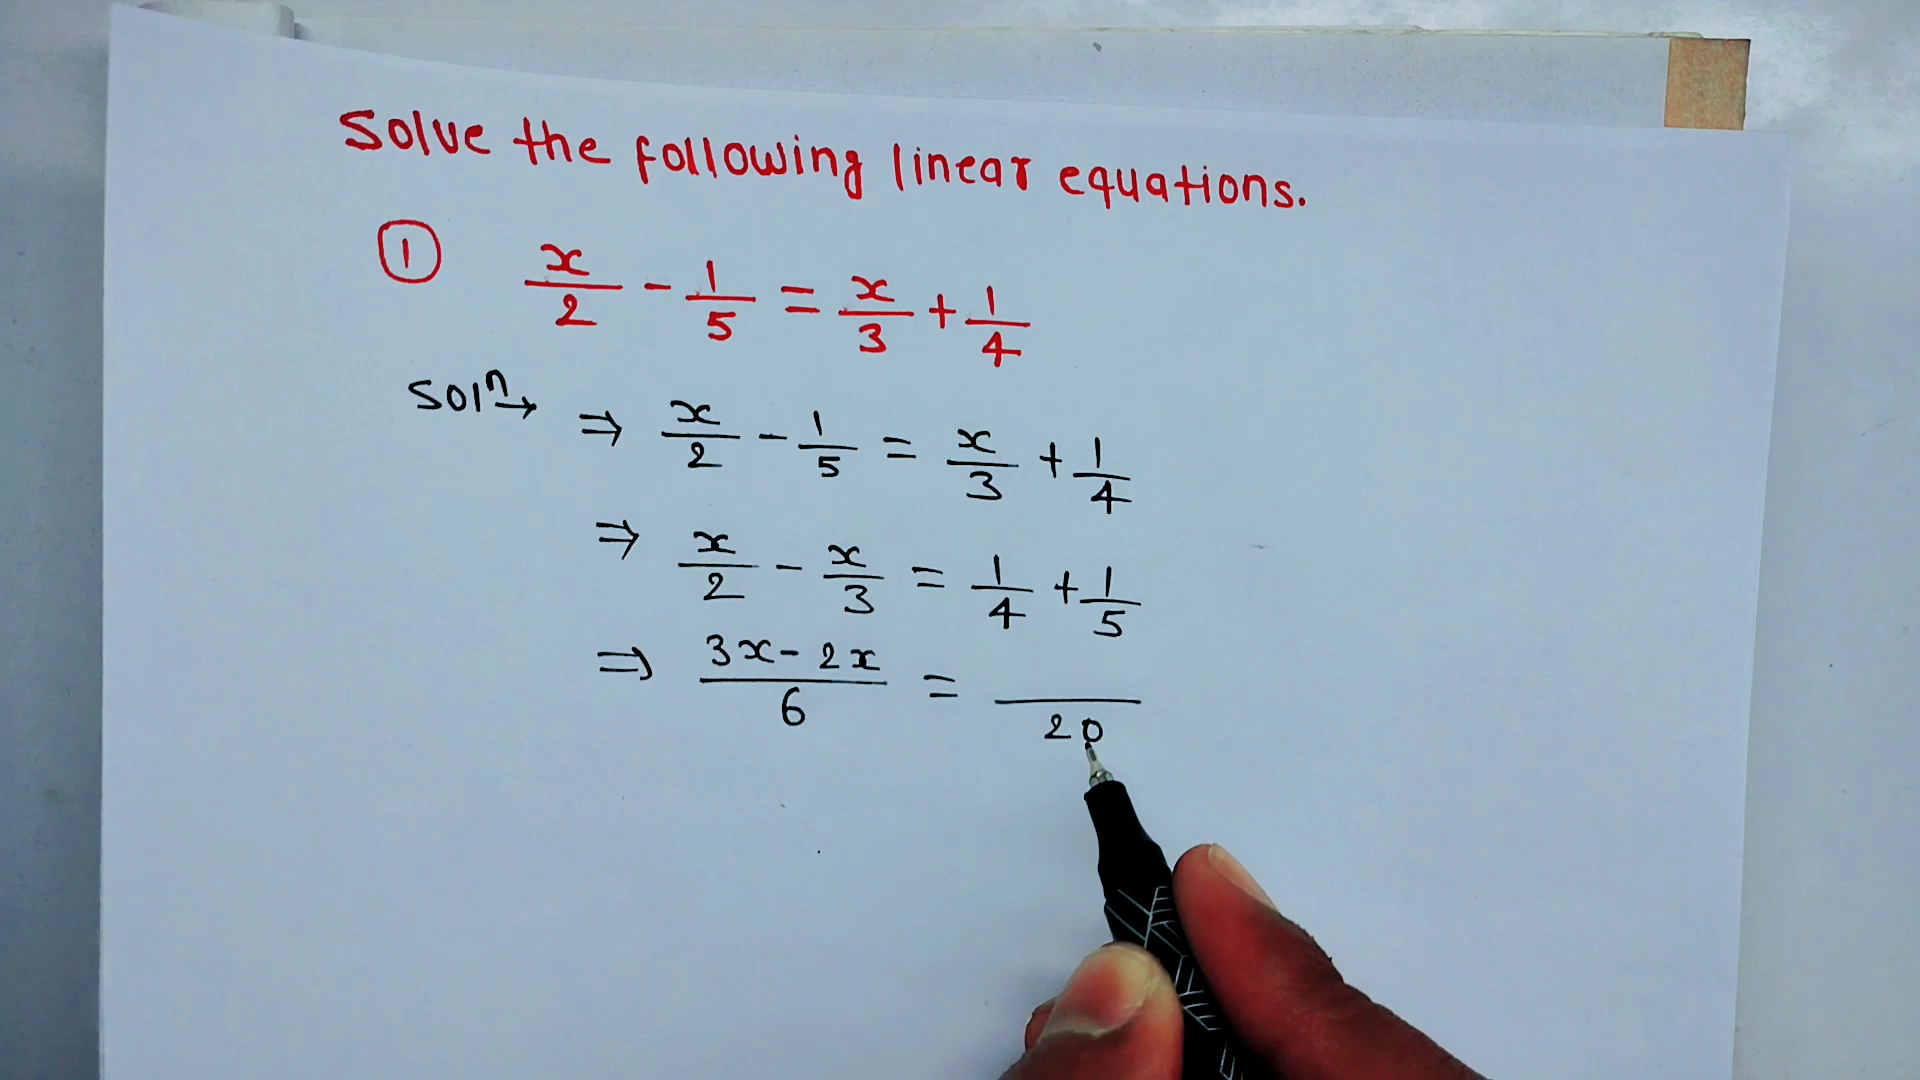 Solve the following linear equations.
① x/2 - 1/5 = x/3 + 1/4
Solⁿ→ ⇒ x/2 - 1/5 = x/3 + 1/4
⇒ x/2 - x/3 = 1/4 + 1/5
⇒ 3x - 2x/6 = /20